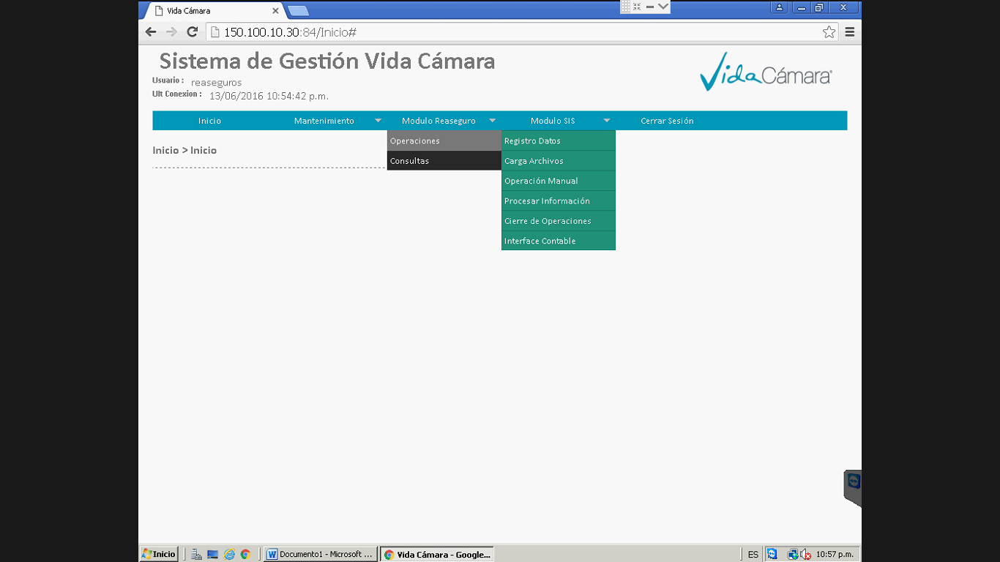 Vida Cámara
150.100.10.30:84/Inicio#
Sistema de Gestión Vida Cámara
Vida Cámara
Usuario : reaseguros
Ult Conexion : 13/06/2016 10:54:42 p.m.
Inicio Mantenimiento Modulo Reaseguro Modulo SIS Cerrar Sesión
Inicio > Inicio
Operaciones
Consultas
Registro Datos
Carga Archivos
Operación Manual
Procesar Información
Cierre de Operaciones
Interface Contable
Inicio Documento1 - Microsoft ... Vida Cámara - Google... ES 10:57 p.m.